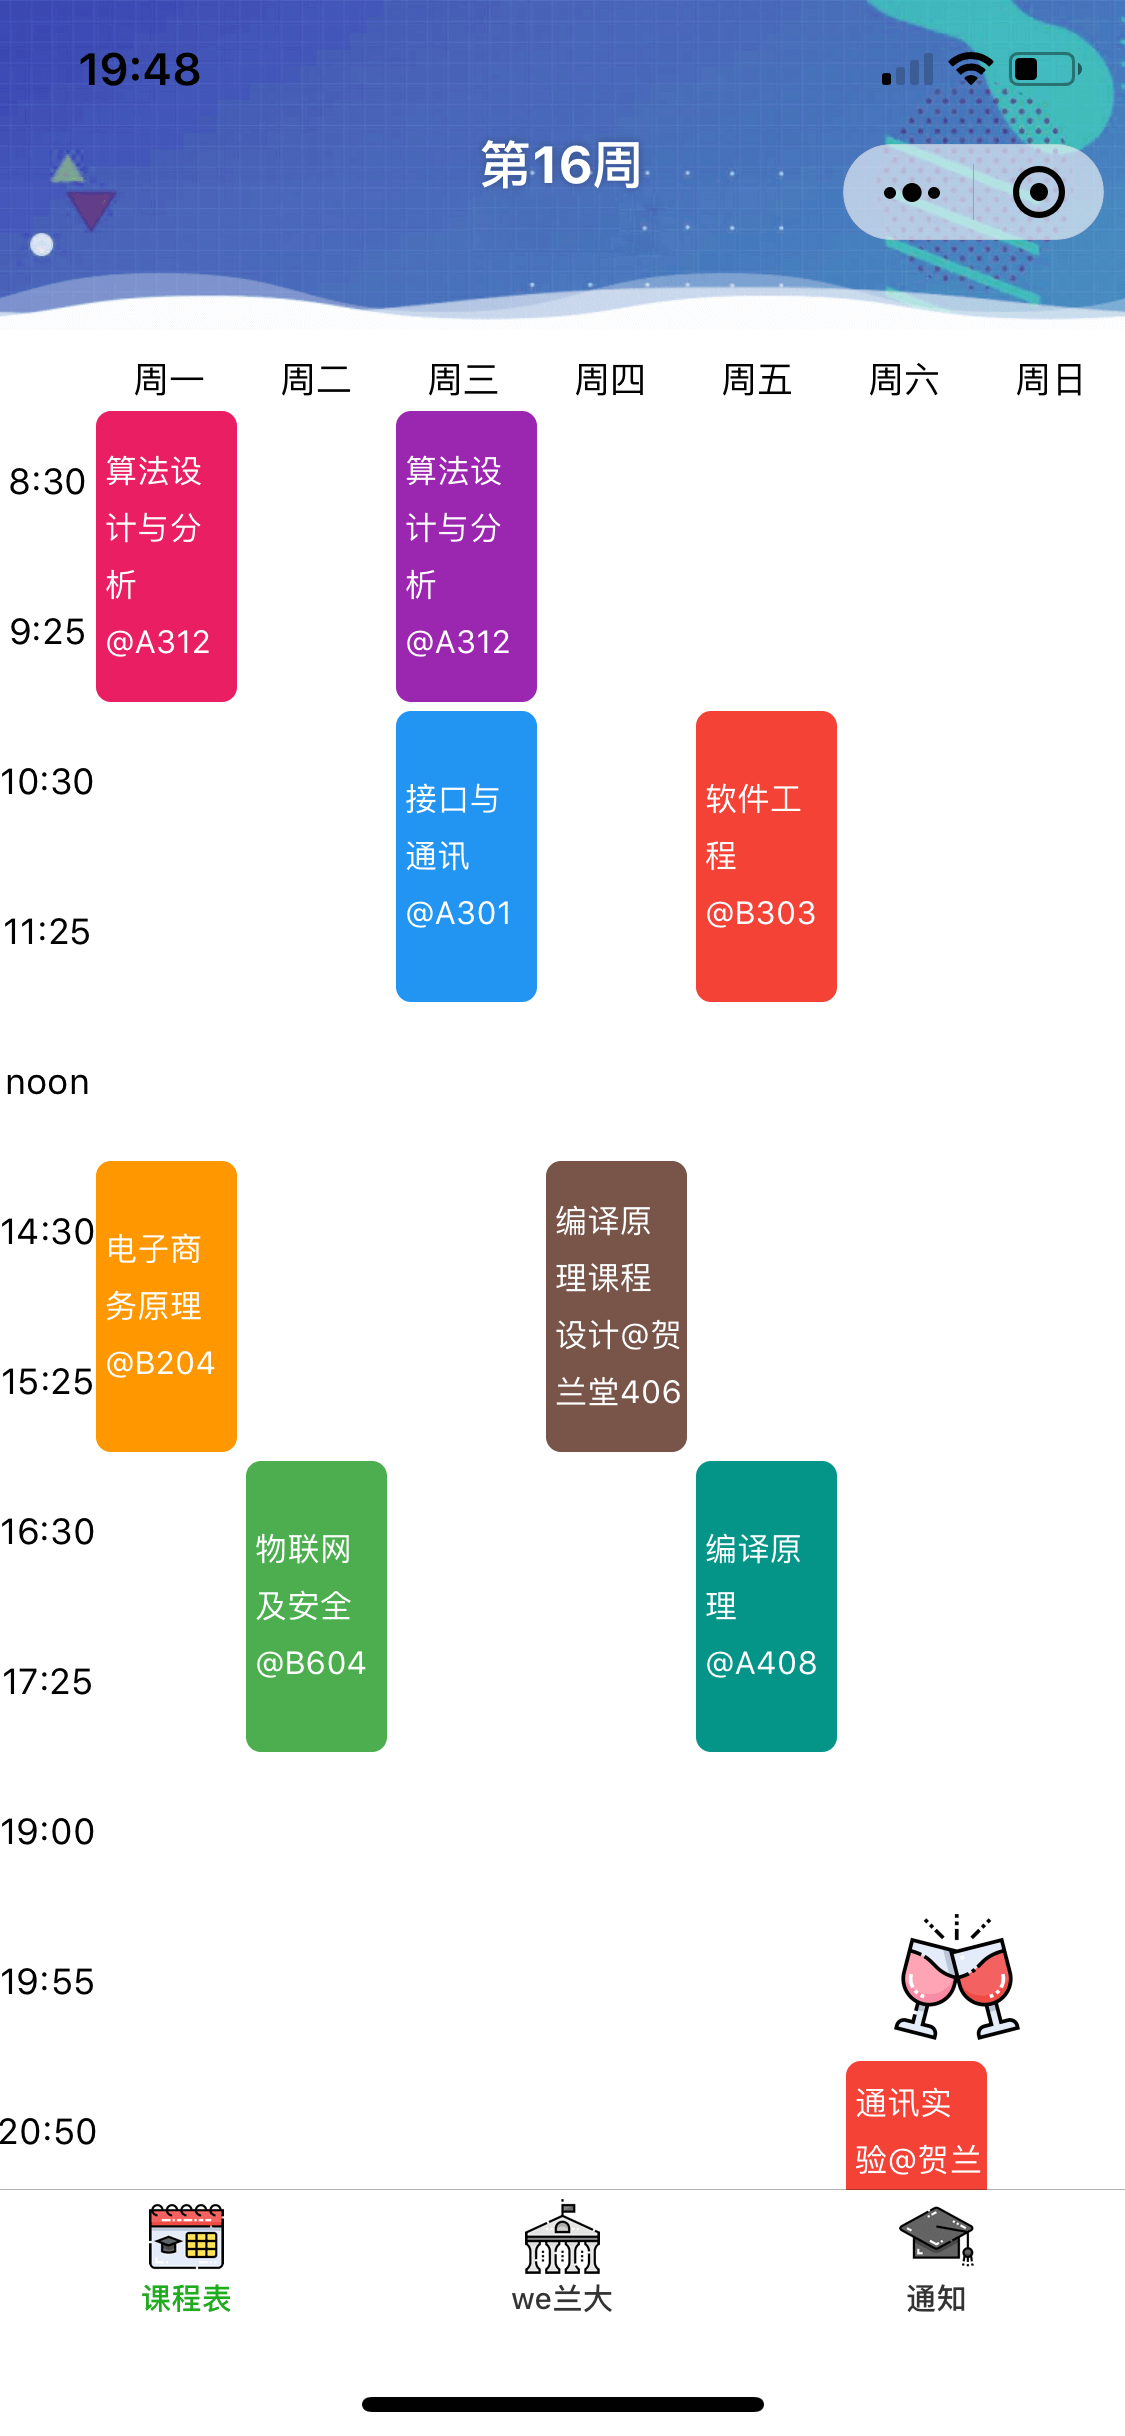 19:48
第16周
周一 周二 周三 周四 周五 周六 周日
8:30
9:25
10:30
11:25
noon
14:30
15:25
16:30
17:25
19:00
19:55
20:50
算法设
计与分
析
@A312
算法设
计与分
析
@A312
接口与
通讯
@A301
软件工
程
@B303
电子商
务原理
@B204
编译原
理课程
设计@贺
兰堂406
物联网
及安全
@B604
编译原
理
@A408
通讯实
验@贺兰
课程表
we兰大
通知